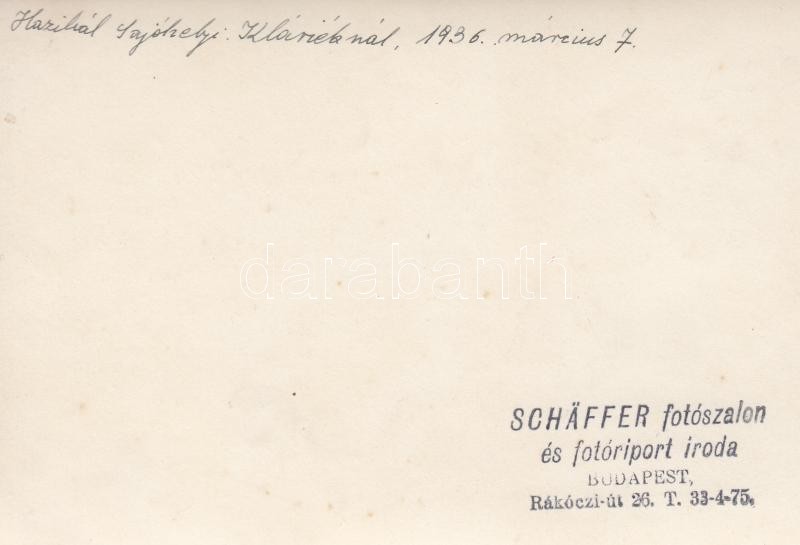 Házibál Sajóhelyi Kláriéknál, 1936. március 7.
darabanth
SCHÄFFER fotószalon
és fotóriport iroda
BUDAPEST,
Rákóczi-út 26. T. 33-4-75.